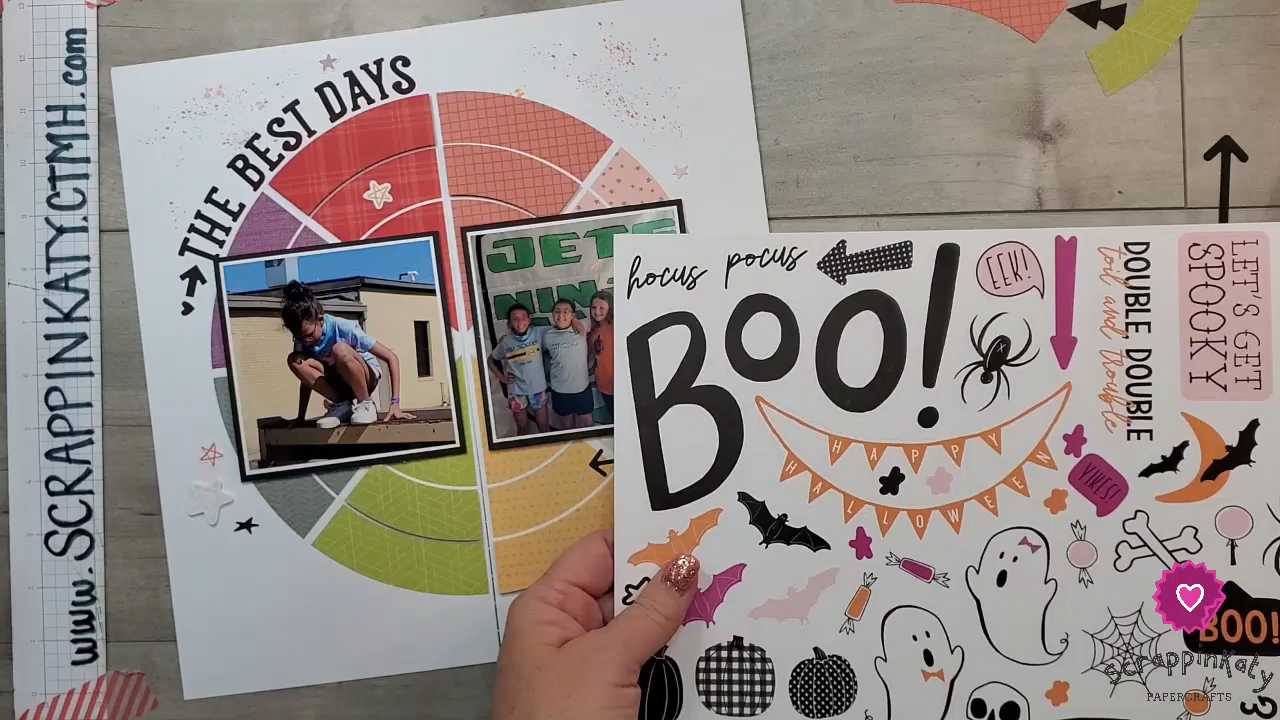 www.SCRAPPINKATY.CTMH.com
THE BEST DAYS
JETS
hocus pocus
BOO!
EEK!
DOUBLE, DOUBLE
toil and trouble
LET'S GET
SPOOKY
HAPPY
HALLOWEEN
YIKES!
BOO!
scrappinkaty
PAPERCRAFTS